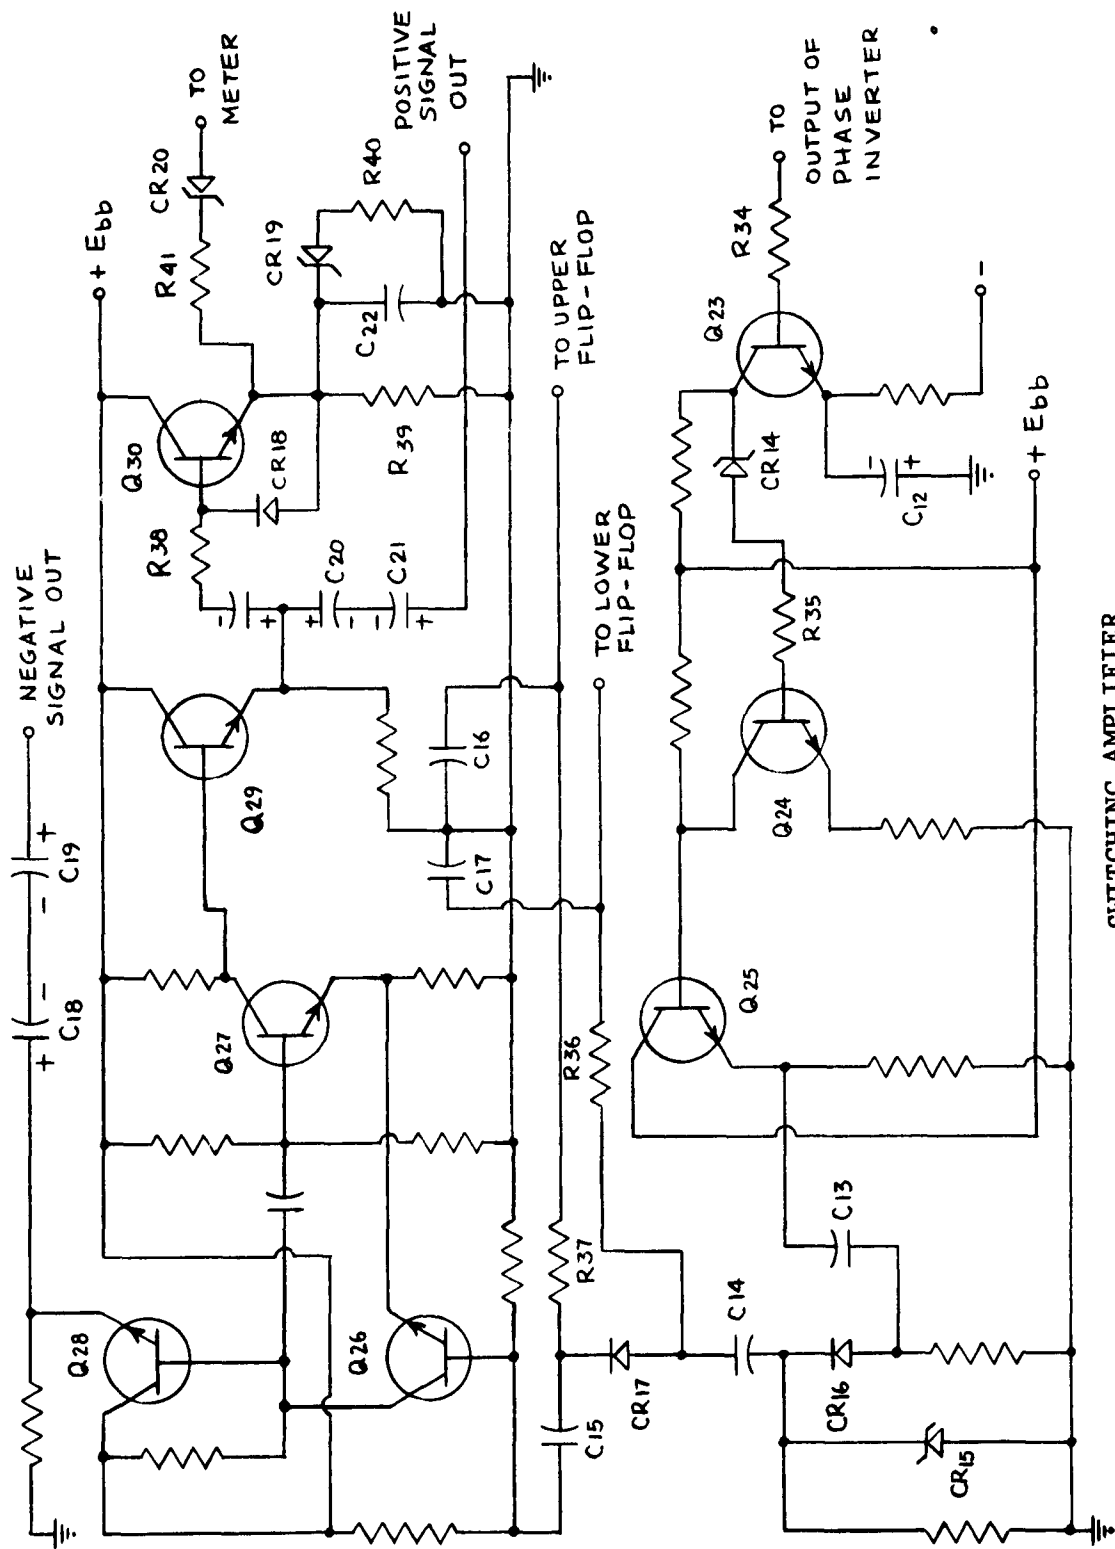 NEGATIVE
SIGNAL OUT
+ Ebb
TO
METER
CR20
R41
C18
C19
+
-
-
+
Q30
R38
CR18
CR19
R40
POSITIVE
SIGNAL
OUT
C22
R39
C20
C21
-
+
+
-
-
+
Q28
Q27
Q29
Q26
C17
C16
TO UPPER
FLIP-FLOP
TO LOWER
FLIP-FLOP
R36
R37
C15
CR17
C14
C13
CR16
CR15
Q25
Q24
R35
CR14
Q23
R34
TO
OUTPUT OF
PHASE
INVERTER
C12
-
+
-
+ Ebb
SWITCHING AMPLIFIER